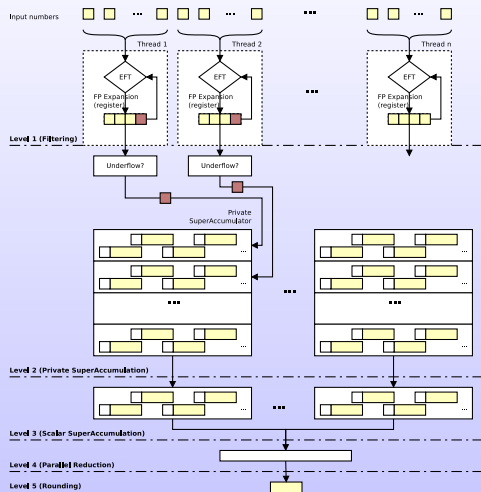 Input numbers
...
...
...
...
Thread 1
Thread 2
Thread n
EFT
EFT
EFT
FP Expansion
(register)
FP Expansion
(register)
FP Expansion
(register)
...
Level 1 (Filtering)
Underflow?
Underflow?
Private
SuperAccumulator
...
...
...
...
...
...
...
...
...
Level 2 (Private SuperAccumulation)
...
...
...
Level 3 (Scalar SuperAccumulation)
Level 4 (Parallel Reduction)
Level 5 (Rounding)